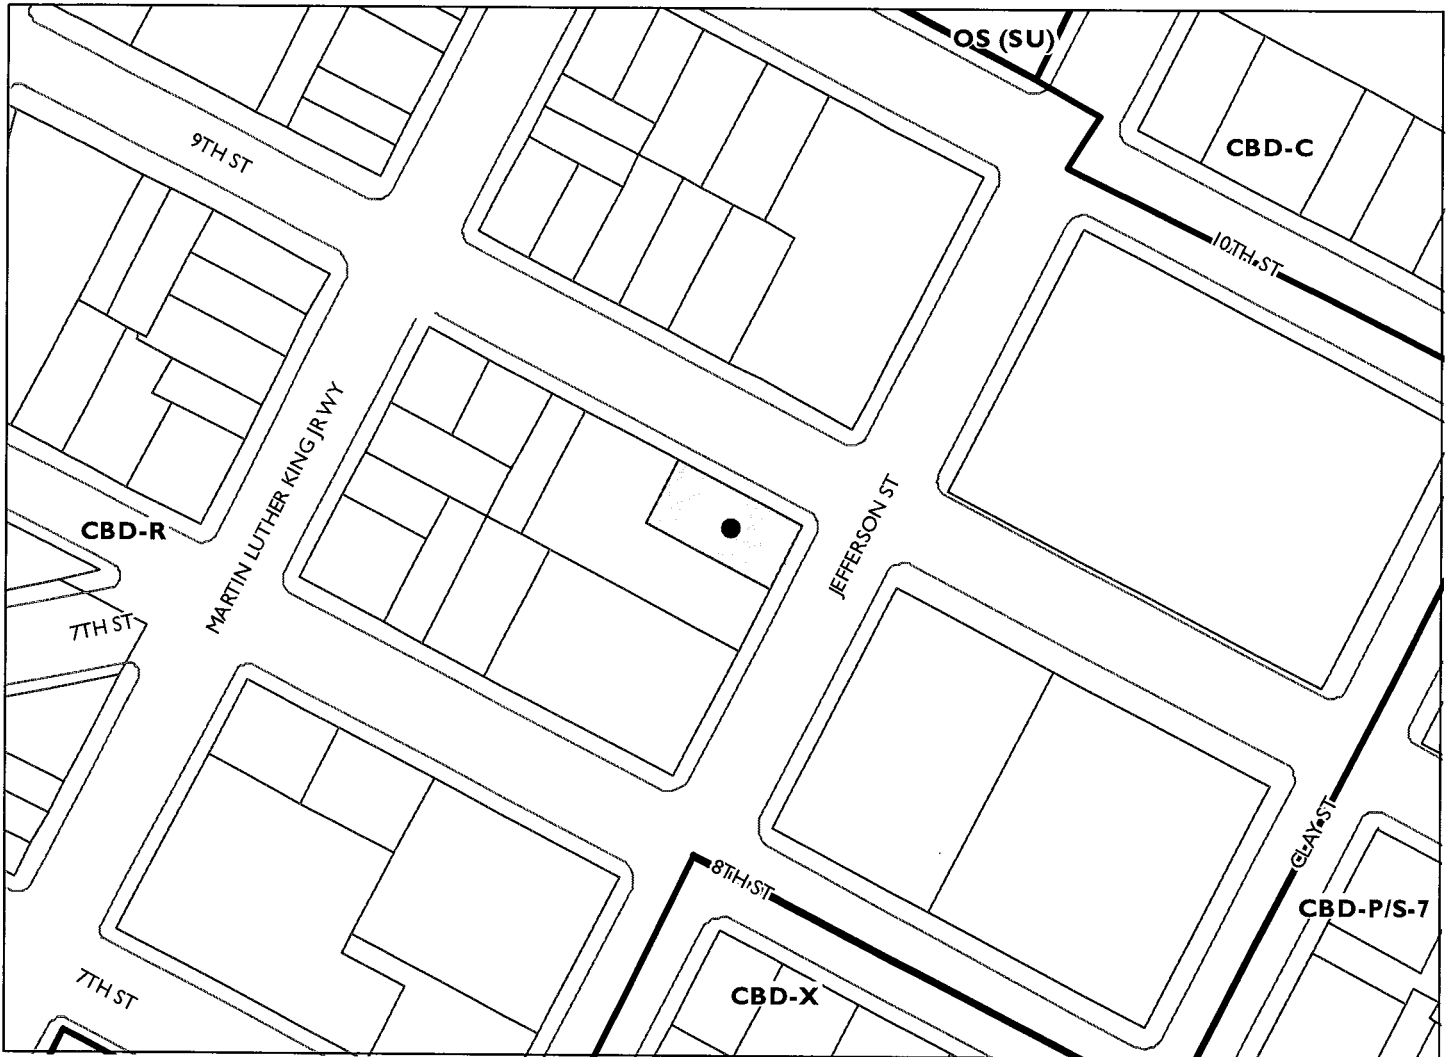 OS (SU)
CBD-C
9TH ST
10TH ST
MARTIN LUTHER KING JR WY
JEFFERSON ST
CBD-R
7TH ST
CLAY ST
8TH ST
CBD-P/S-7
7TH ST
CBD-X